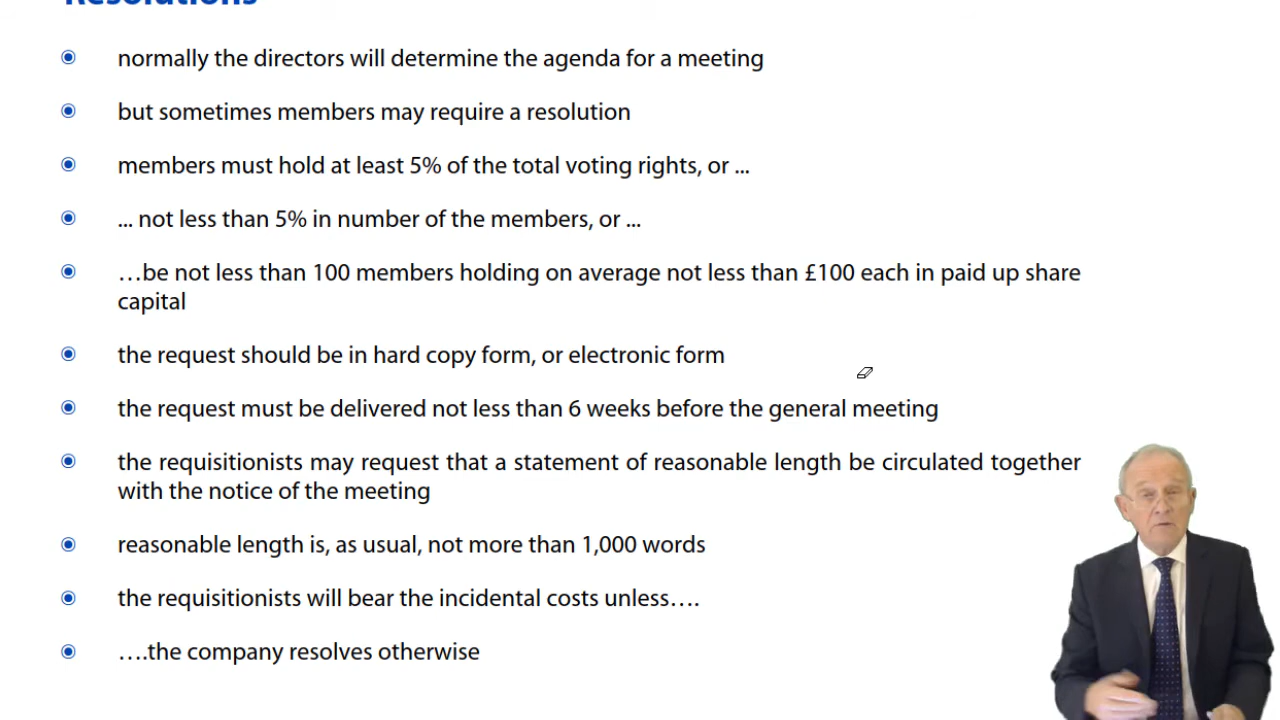 Resolutions
normally the directors will determine the agenda for a meeting
but sometimes members may require a resolution
members must hold at least 5% of the total voting rights, or ...
... not less than 5% in number of the members, or ...
…be not less than 100 members holding on average not less than £100 each in paid up share
capital
the request should be in hard copy form, or electronic form
the request must be delivered not less than 6 weeks before the general meeting
the requisitionists may request that a statement of reasonable length be circulated together
with the notice of the meeting
reasonable length is, as usual, not more than 1,000 words
the requisitionists will bear the incidental costs unless….
….the company resolves otherwise